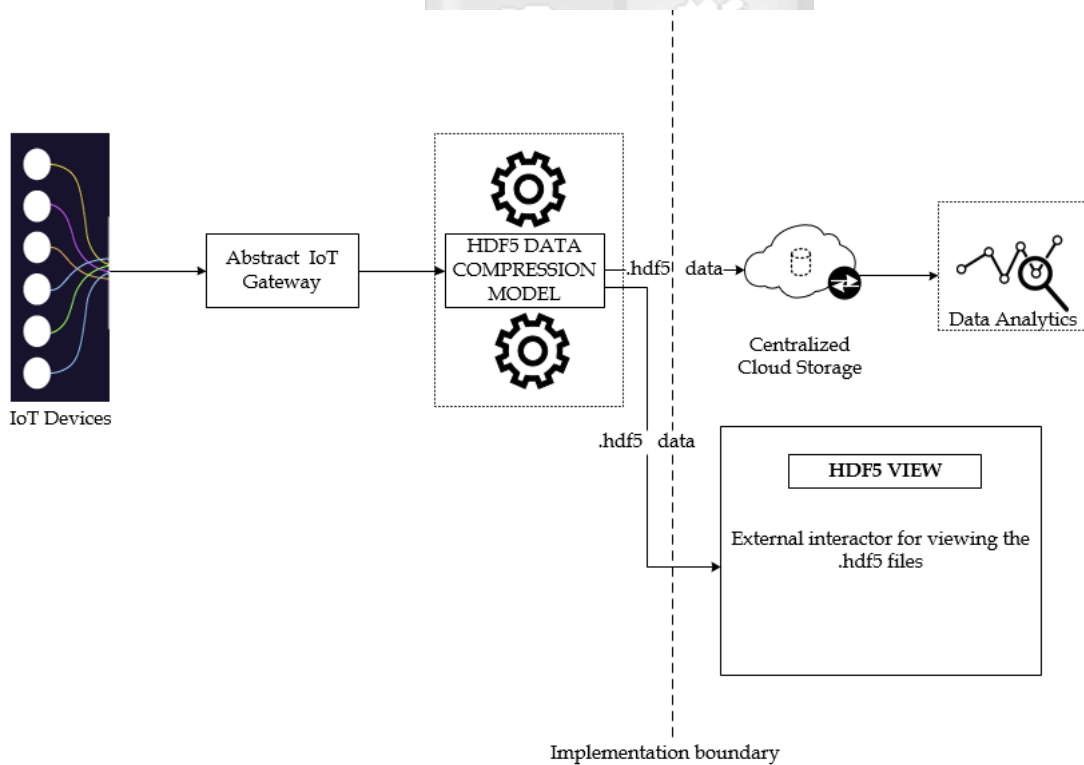 IoT Devices
Abstract IoT
Gateway
HDF5 DATA
COMPRESSION
MODEL
.hdf5 data
Centralized
Cloud Storage
Data Analytics
.hdf5 data
HDF5 VIEW
External interactor for viewing the
.hdf5 files
Implementation boundary